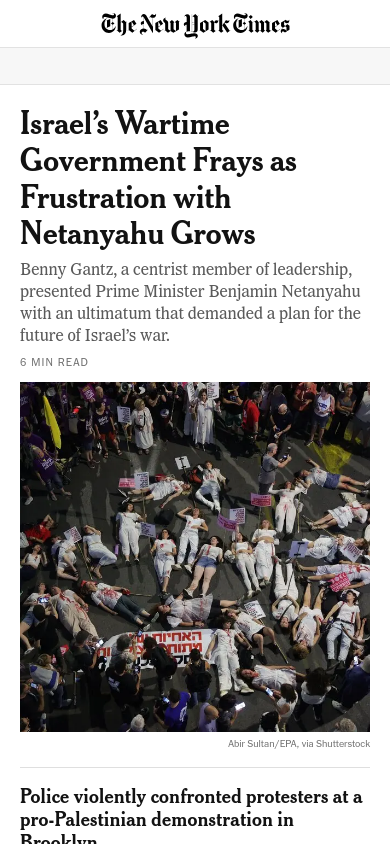 The New York Times
Israel’s Wartime
Government Frays as
Frustration with
Netanyahu Grows
Benny Gantz, a centrist member of leadership,
presented Prime Minister Benjamin Netanyahu
with an ultimatum that demanded a plan for the
future of Israel’s war.
6 MIN READ
האחיות
Abir Sultan/EPA, via Shutterstock
Police violently confronted protesters at a
pro-Palestinian demonstration in
Brooklyn